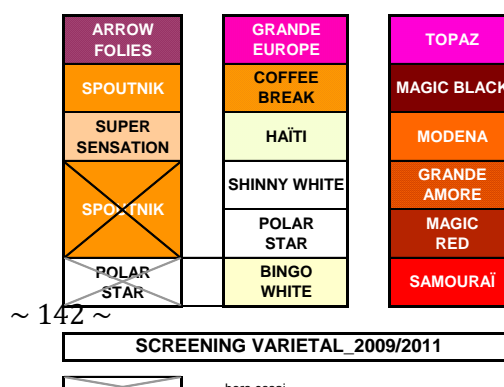 ARROW
FOLIES
SPOUTNIK
SUPER
SENSATION
SPOUTNIK
POLAR
STAR
GRANDE
EUROPE
COFFEE
BREAK
HAÏTI
SHINNY WHITE
POLAR
STAR
BINGO
WHITE
TOPAZ
MAGIC BLACK
MODENA
GRANDE
AMORE
MAGIC
RED
SAMOURAÏ
~ 142 ~
SCREENING VARIETAL_2009/2011